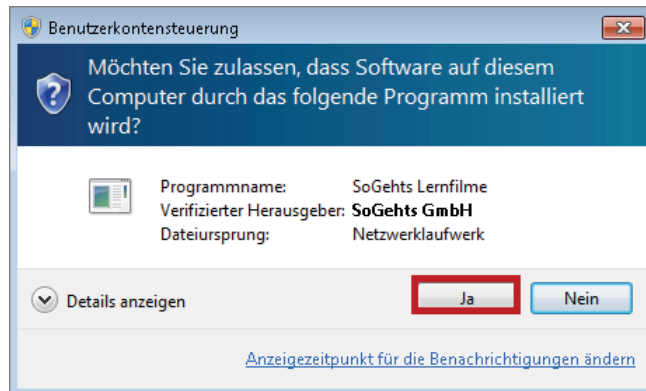 Benutzerkontensteuerung
Möchten Sie zulassen, dass Software auf diesem
Computer durch das folgende Programm installiert
wird?
Programmname: SoGehts Lernfilme
Verifizierter Herausgeber: SoGehts GmbH
Dateiursprung: Netzwerklaufwerk
Details anzeigen Ja Nein
Anzeigezeitpunkt für die Benachrichtigungen ändern